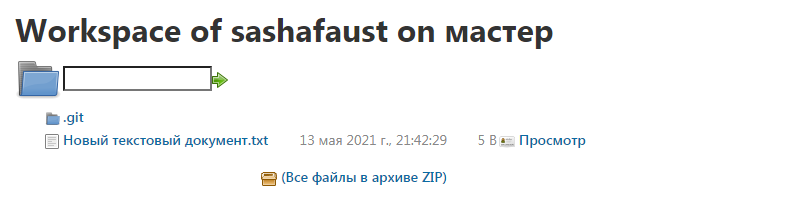 Workspace of sashafaust on мастер
.git
Новый текстовый документ.txt 13 мая 2021 г., 21:42:29 5 B Просмотр
(Все файлы в архиве ZIP)